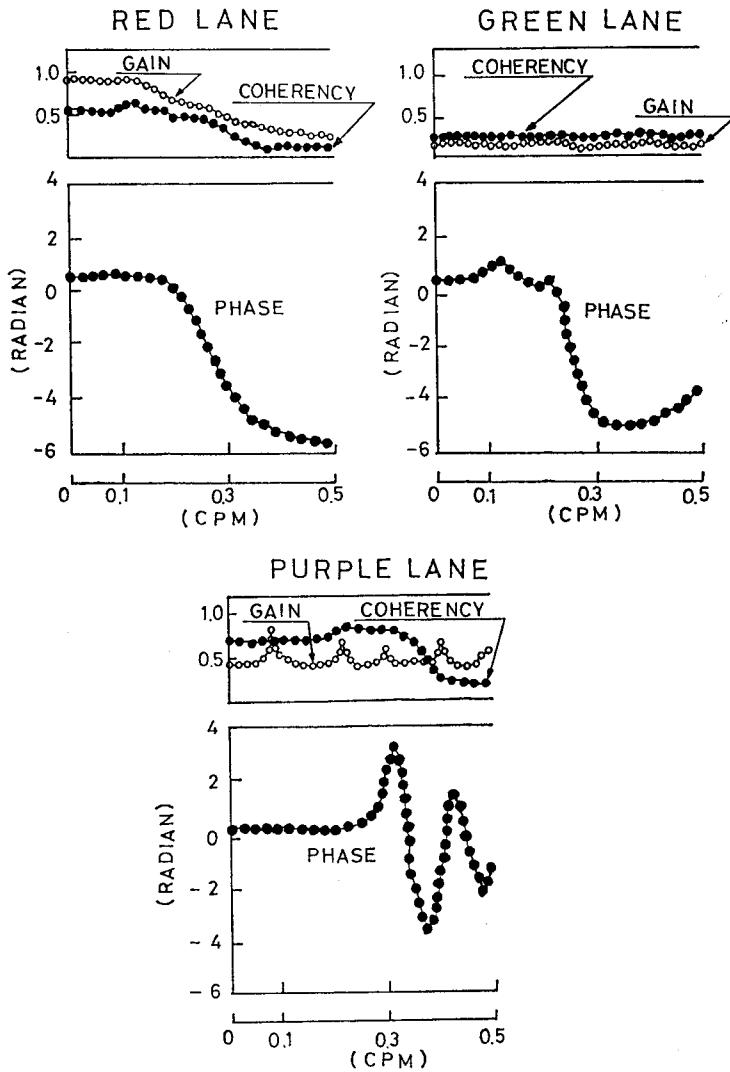 RED LANE
GREEN LANE
GAIN
COHERENCY
1.0
0.5
COHERENCY
GAIN
1.0
0.5
4
2
0
-2
-4
-6
(RADIAN)
PHASE
0 0.1 0.3 0.5
(CPM)
4
2
0
-2
-4
-6
(RADIAN)
PHASE
0 0.1 0.3 0.5
(CPM)
PURPLE LANE
GAIN
COHERENCY
1.0
0.5
4
2
0
-2
-4
-6
(RADIAN)
PHASE
0 0.1 0.3 0.5
(CPM)